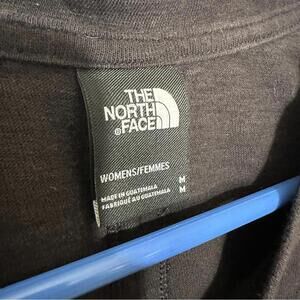 THE
NORTH
FACE
WOMENS/FEMMES
MADE IN GUATEMALA M
FABRIQUÉ AU GUATEMALA M